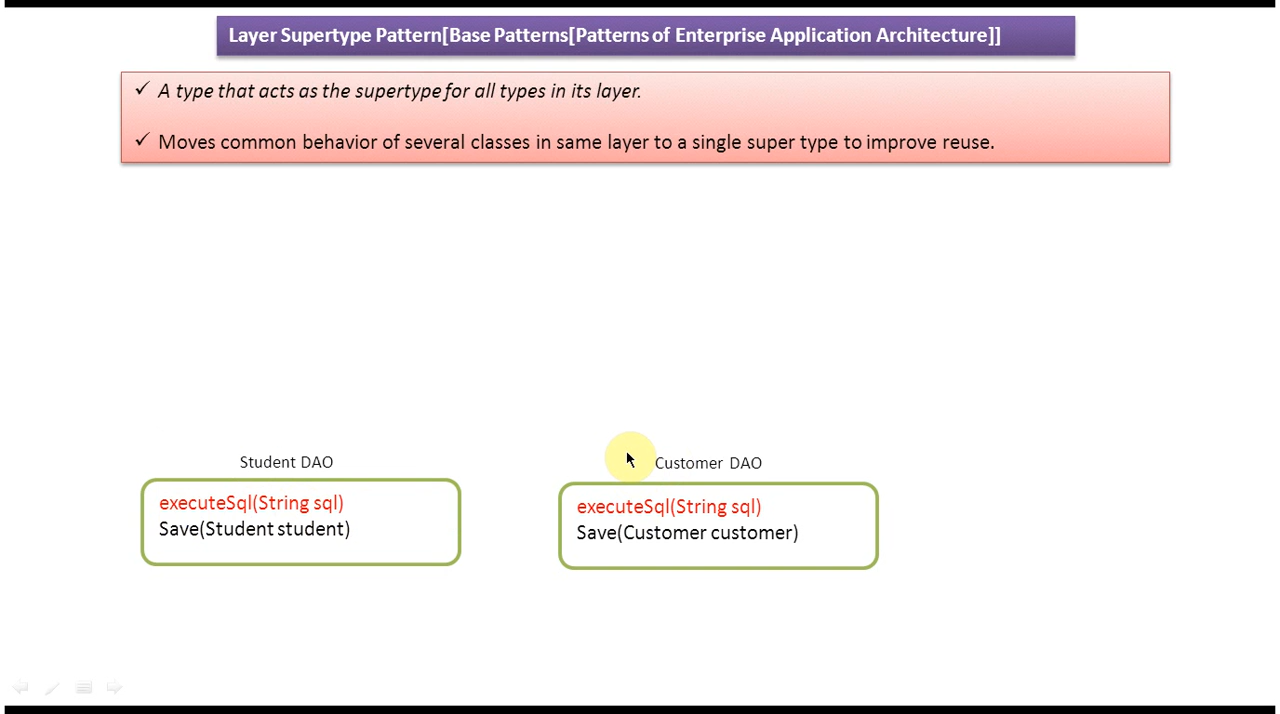 Layer Supertype Pattern[Base Patterns[Patterns of Enterprise Application Architecture]]
✓ A type that acts as the supertype for all types in its layer.
✓ Moves common behavior of several classes in same layer to a single super type to improve reuse.
Student DAO
executeSql(String sql)
Save(Student student)
Customer DAO
executeSql(String sql)
Save(Customer customer)